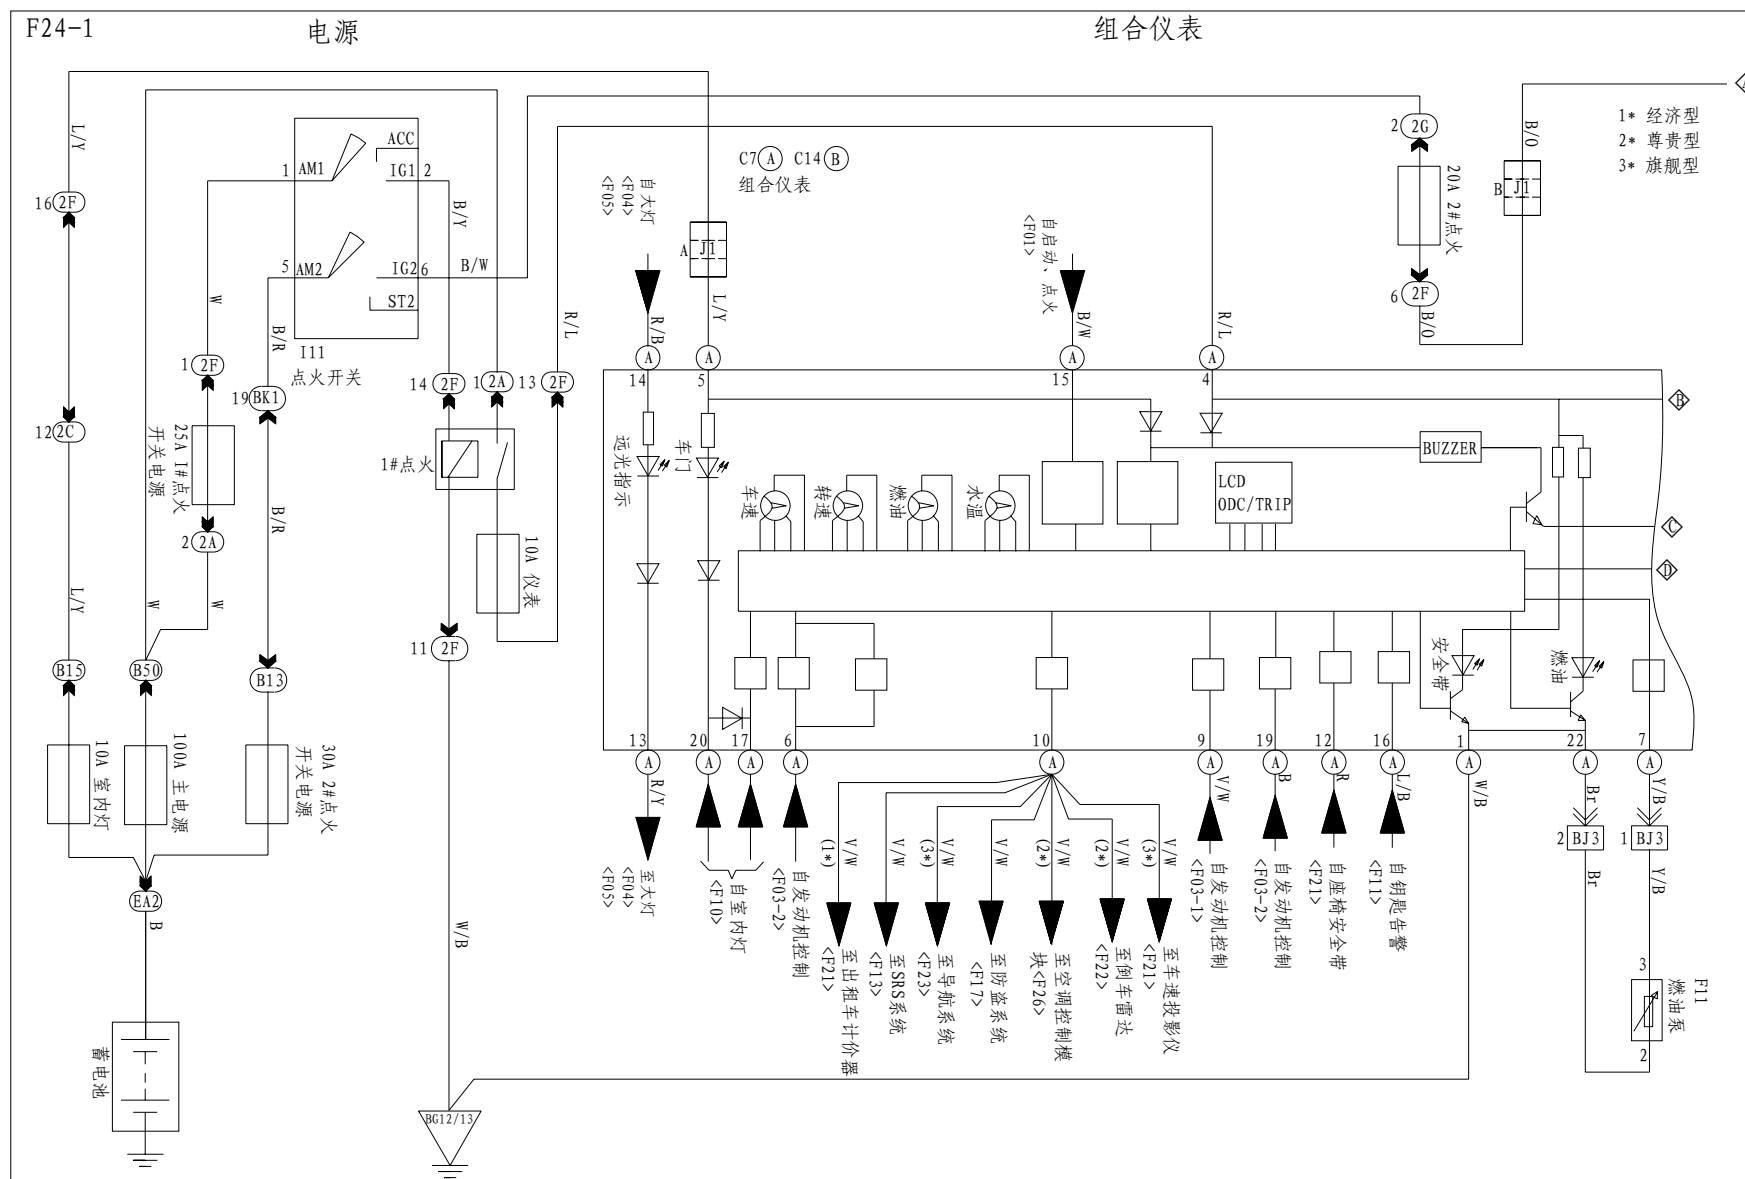 F24-1
电源
组合仪表
1* 经济型
2* 尊贵型
3* 旗舰型
C7 A C14 B
组合仪表
L/Y
16 2F
12 2C
L/Y
B15
10A 室内灯
W
B50
100A 主电源
EA2
B
蓄电池
1 AM1
5 AM2
ACC
IG1 2
IG2 6
ST2
I11
点火开关
W
1 2F
25A I#点火
开关电源
2 2A
W
B/R
19 BK1
B/R
B13
30A 2#点火
开关电源
B/Y
B/W
14 2F
1 2A
13 2F
R/L
1#点火
10A 仪表
11 2F
W/B
BG12/13
自大灯
<F04>
<F05>
R/B
A J1
L/Y
自启动、点火
<F01>
B/W
R/L
2 2G
20A 2#点火
6 2F
B/O
B/O
B J1
A
14
A
5
A
15
A
4
远光指示
车门
车速
转速
燃油
水温
LCD
ODC/TRIP
BUZZER
B
C
D
安全带
燃油
13
20
17
6
10
9
19
12
16
1
22
7
A
A
A
A
A
A
A
A
A
A
A
A
R/Y
至大灯
<F04>
<F05>
自室内灯
<F10>
自发动机控制
<F03-2>
V/W
(1*)
至出租车计价器
<F21>
V/W
至SRS系统
<F13>
V/W
(3*)
至导航系统
<F23>
V/W
至防盗系统
<F17>
V/W
(2*)
至空调控制模
块<F26>
V/W
(2*)
至倒车雷达
<F22>
V/W
(3*)
至车速投影仪
<F21>
V/W
自发动机控制
<F03-1>
B
自发动机控制
<F03-2>
R
自座椅安全带
<F21>
L/B
自钥匙告警
<F11>
W/B
Br
2 BJ3
Br
Y/B
1 BJ3
Y/B
3
2
F11
燃油泵